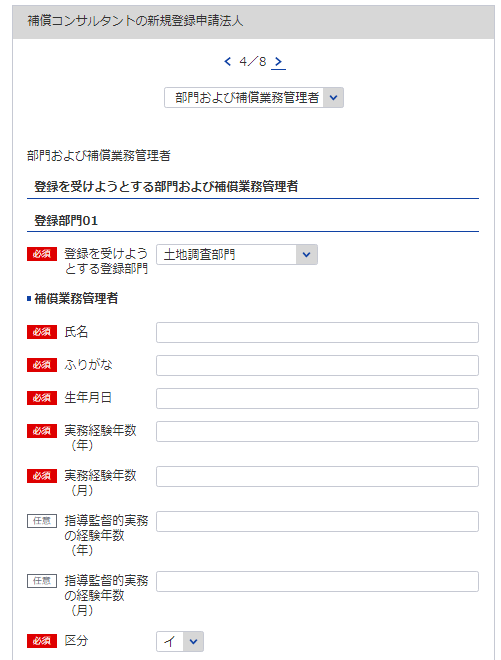 補償コンサルタントの新規登録申請法人
4／8
部門および補償業務管理者
部門および補償業務管理者
登録を受けようとする部門および補償業務管理者
登録部門01
必須 登録を受けよう
とする登録部門
土地調査部門
補償業務管理者
必須 氏名
必須 ふりがな
必須 生年月日
必須 実務経験年数
（年）
必須 実務経験年数
（月）
任意 指導監督的実務
の経験年数
（年）
任意 指導監督的実務
の経験年数
（月）
必須 区分 イ